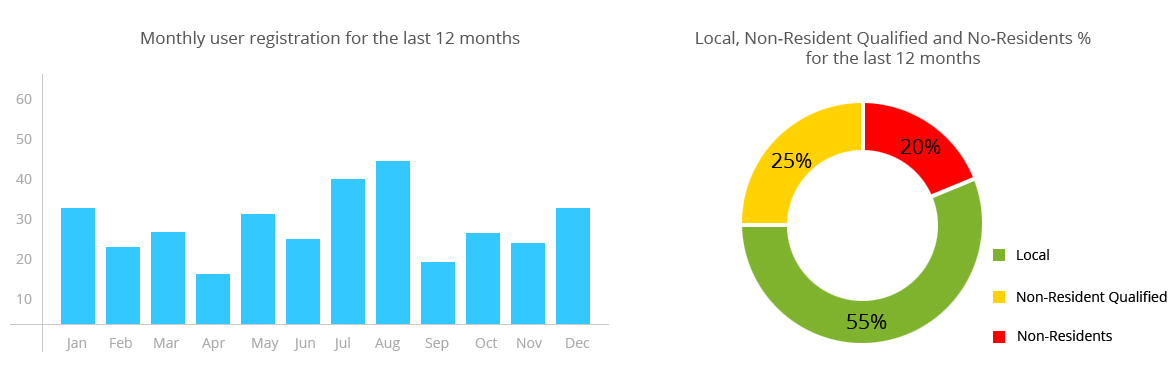 Monthly user registration for the last 12 months
60
50
40
30
20
10
Jan Feb Mar Apr May Jun Jul Aug Sep Oct Nov Dec
Local, Non-Resident Qualified and No-Residents %
for the last 12 months
20%
25%
55%
Local
Non-Resident Qualified
Non-Residents